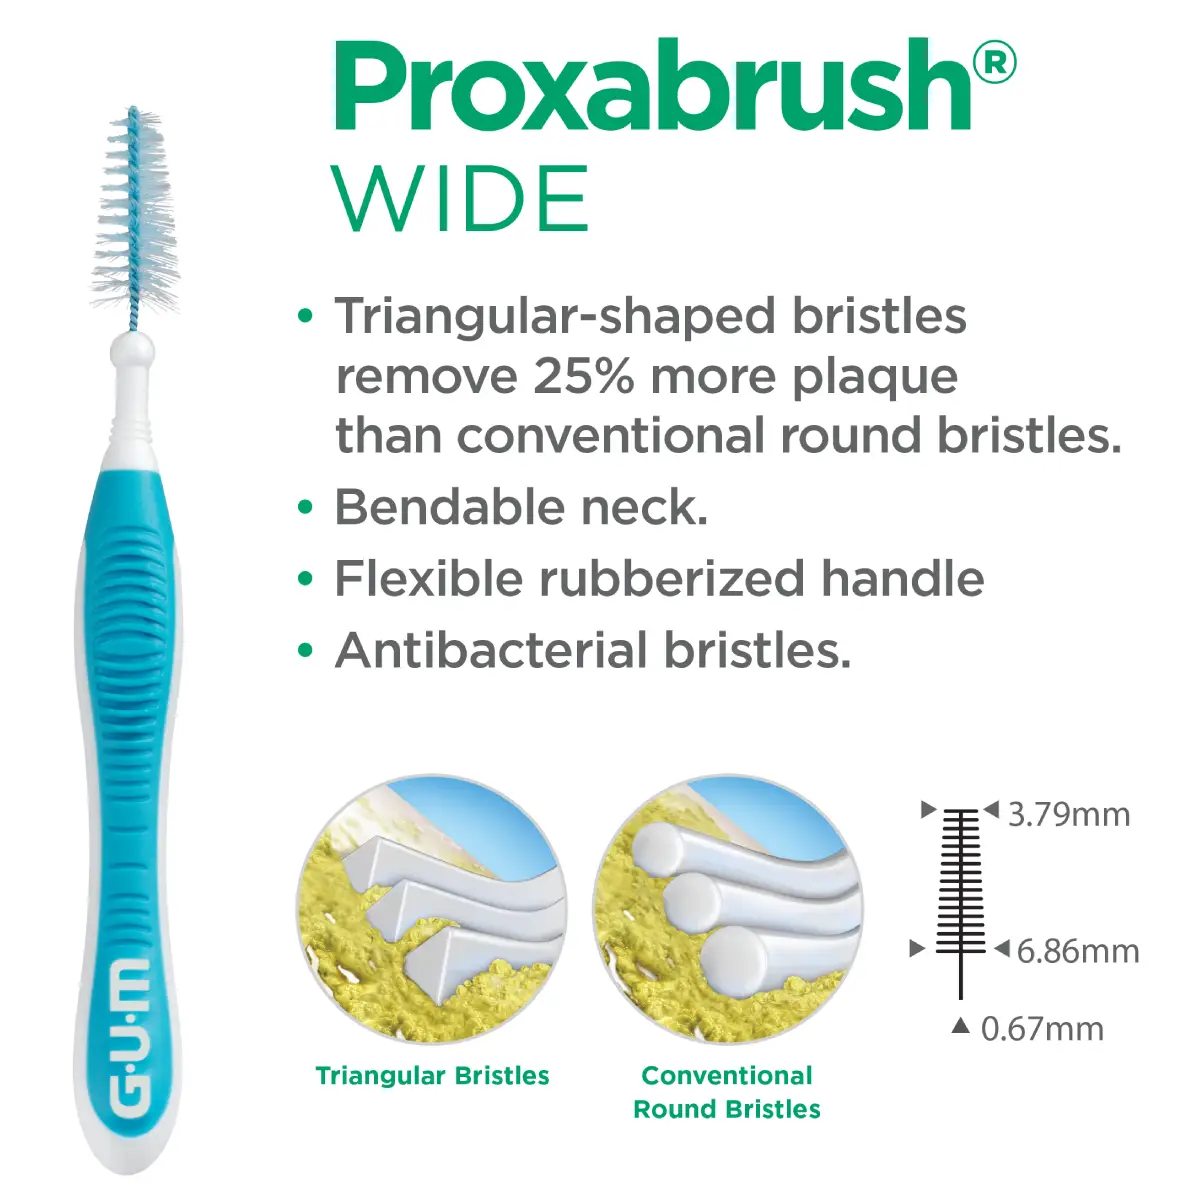 Proxabrush®
WIDE
• Triangular-shaped bristles
remove 25% more plaque
than conventional round bristles.
• Bendable neck.
• Flexible rubberized handle
• Antibacterial bristles.
G·U·M
Triangular Bristles
Conventional
Round Bristles
3.79mm
6.86mm
0.67mm